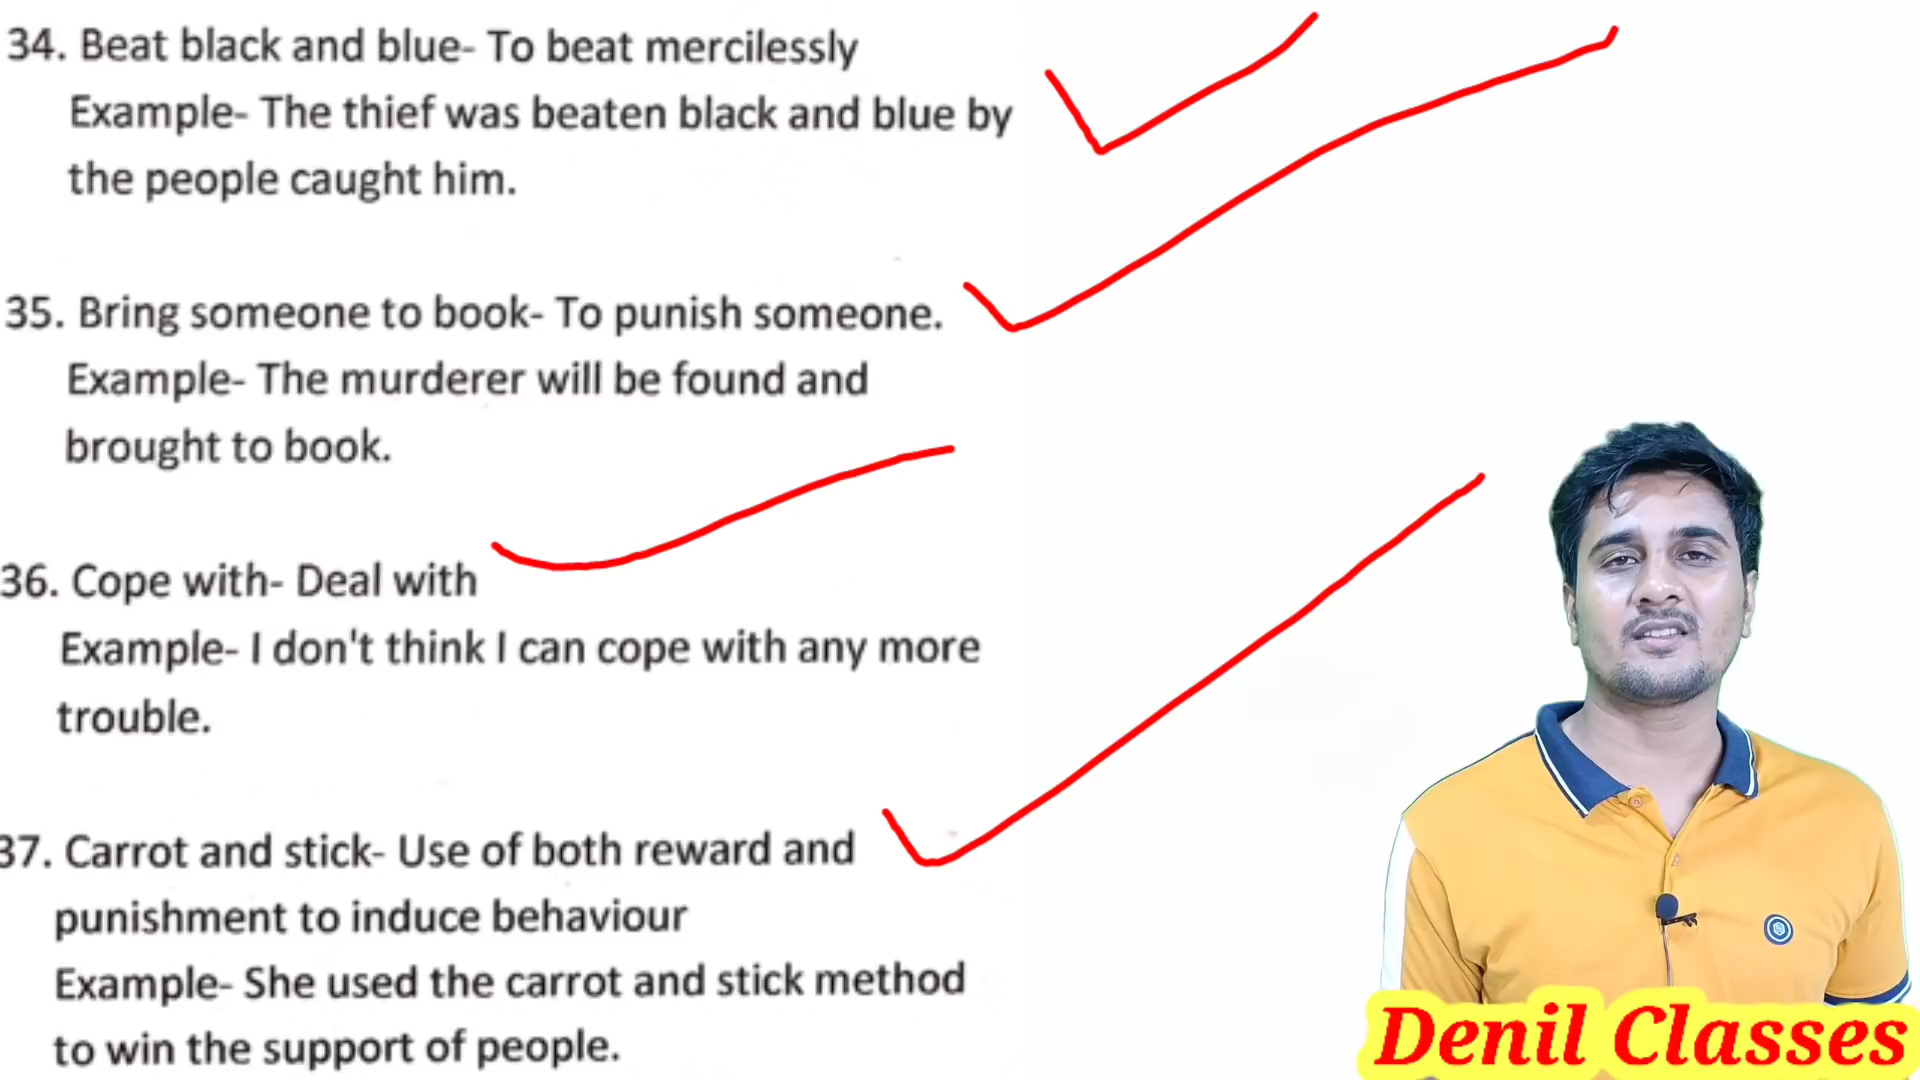 34. Beat black and blue- To beat mercilessly
Example- The thief was beaten black and blue by
the people caught him.
35. Bring someone to book- To punish someone.
Example- The murderer will be found and
brought to book.
36. Cope with- Deal with
Example- I don't think I can cope with any more
trouble.
37. Carrot and stick- Use of both reward and
punishment to induce behaviour
Example- She used the carrot and stick method
to win the support of people.
Denil Classes